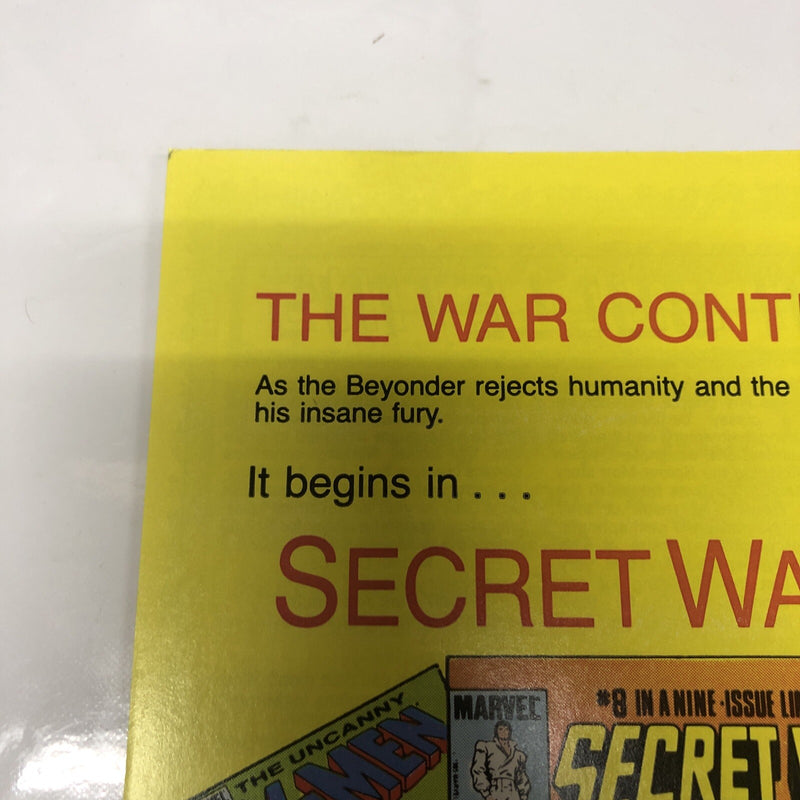 THE WAR CONT
As the Beyonder rejects humanity and the
his insane fury.
It begins in . . .
SECRET WA
THE UNCANNY
X-MEN
MARVEL
#8 IN A NINE-ISSUE LI
SECRET